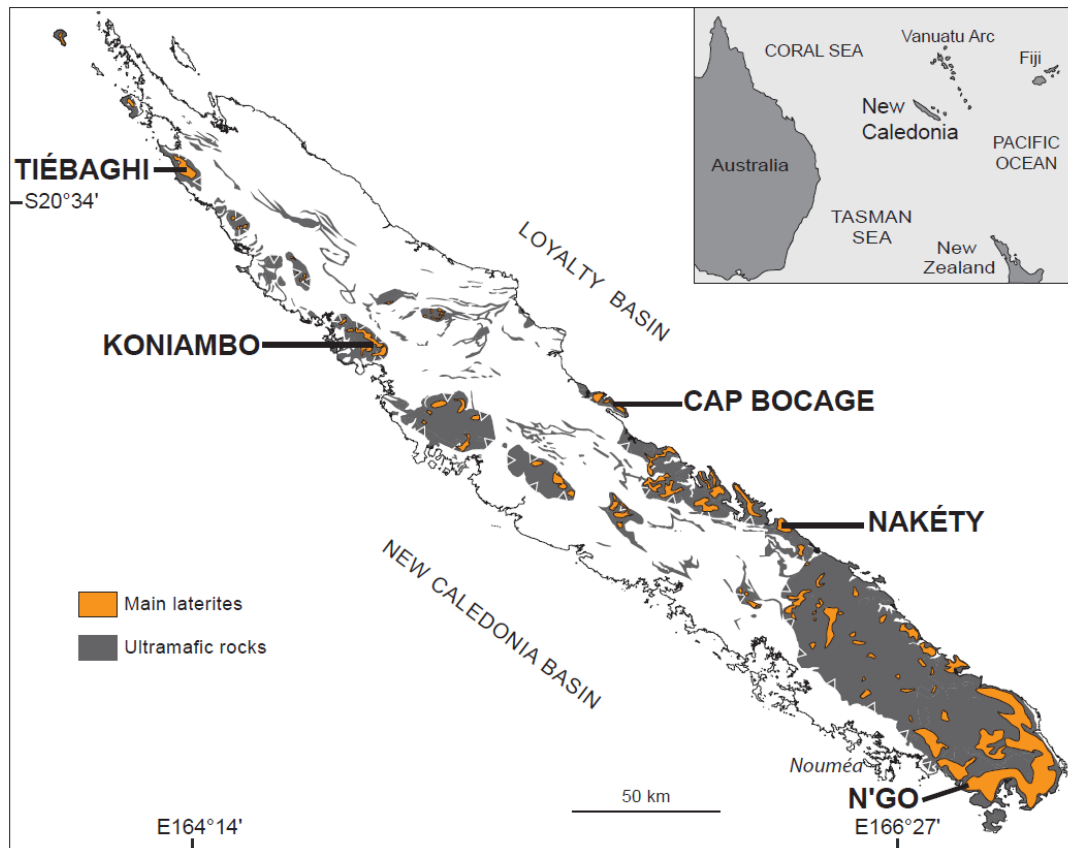 TIÉBAGHI
S20°34'
KONIAMBO
LOYALTY BASIN
CAP BOCAGE
NAKÉTY
NEW CALEDONIA BASIN
Main laterites
Ultramafic rocks
Nouméa
N'GO
50 km
E164°14'
E166°27'
CORAL SEA
Vanuatu Arc
Fiji
New
Caledonia
PACIFIC
OCEAN
Australia
TASMAN
SEA
New
Zealand